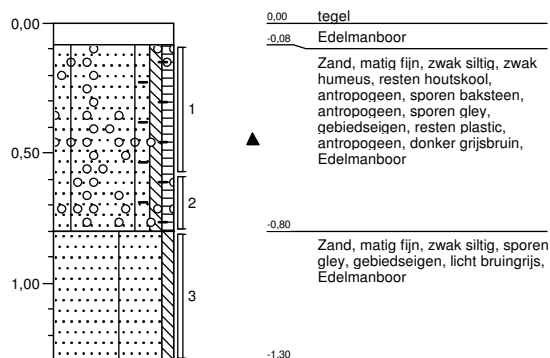 0,00
0,50
1,00
1
2
3
0,00
tegel
-0,08
Edelmanboor
Zand, matig fijn, zwak siltig, zwak
humeus, resten houtskool,
antropogeen, sporen baksteen,
antropogeen, sporen gley,
gebiedseigen, resten plastic,
antropogeen, donker grijsbruin,
Edelmanboor
-0,80
Zand, matig fijn, zwak siltig, sporen
gley, gebiedseigen, licht bruingrijs,
Edelmanboor
-1,30